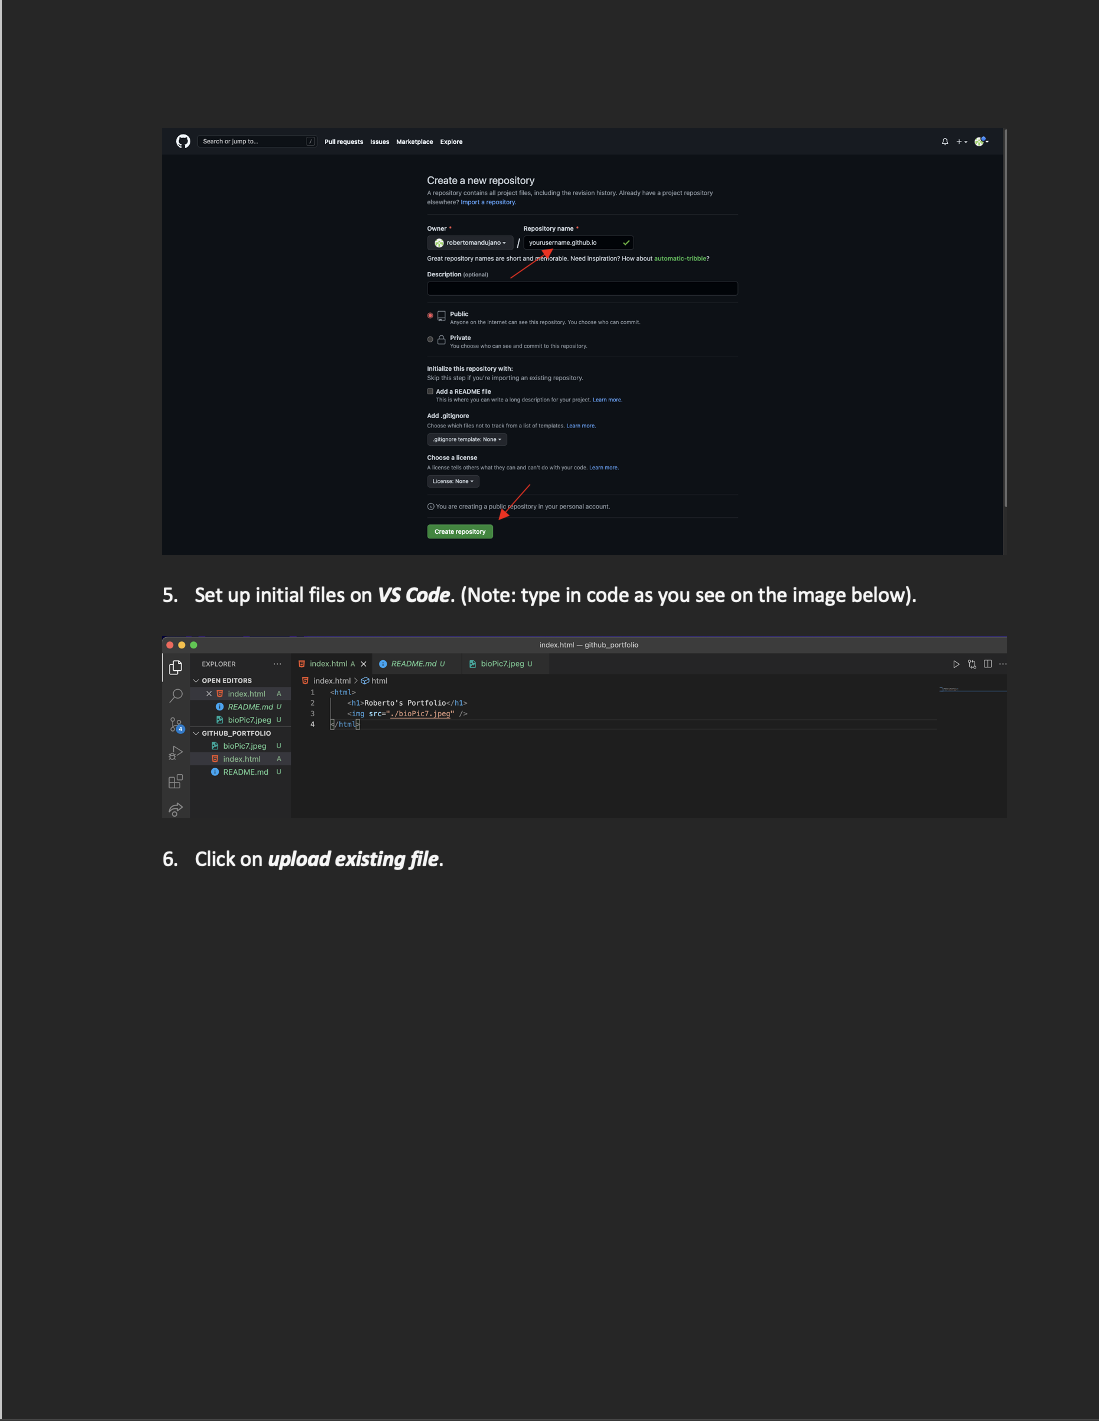 Search or jump to... /
Pull requests Issues Marketplace Explore
Create a new repository
A repository contains all project files, including the revision history. Already have a project repository
elsewhere? Import a repository.
Owner * Repository name *
robertomandujano / yourusername.github.io
Great repository names are short and memorable. Need inspiration? How about automatic-tribble?
Description (optional)
Public
Anyone on the internet can see this repository. You choose who can commit.
Private
You choose who can see and commit to this repository.
Initialize this repository with:
Skip this step if you're importing an existing repository.
Add a README file
This is where you can write a long description for your project. Learn more.
Add .gitignore
Choose which files not to track from a list of templates. Learn more.
.gitignore template: None
Choose a license
A license tells others what they can and can't do with your code. Learn more.
License: None
You are creating a public repository in your personal account.
Create repository
5. Set up initial files on VS Code. (Note: type in code as you see on the image below).
index.html — github_portfolio
EXPLORER ...
index.html A
README.md U
bioPic7.jpeg U
OPEN EDITORS
index.html A
README.md U
bioPic7.jpeg U
GITHUB_PORTFOLIO
bioPic7.jpeg U
index.html A
README.md U
4
index.html > html
1 <html>
2 <h1>Roberto's Portfolio</h1>
3 <img src="./bioPic7.jpeg" />
4 </html>
6. Click on upload existing file.